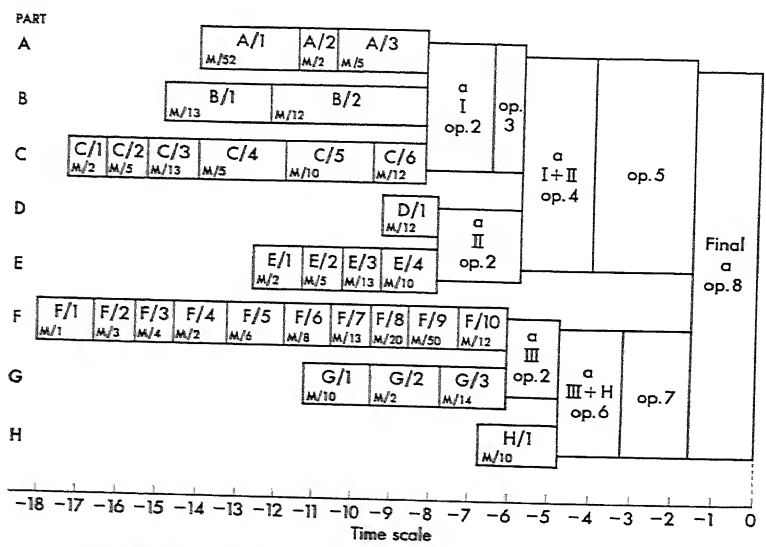 PART
A
A/1 A/2 A/3
M/52 M/2 M/5
B
B/1 B/2
M/13 M/12
C
C/1 C/2 C/3 C/4 C/5 C/6
M/2 M/5 M/13 M/5 M/10 M/12
a
I
op.2
op.
3
D
D/1
M/12
E
E/1 E/2 E/3 E/4
M/2 M/5 M/13 M/10
a
II
op.2
a
I+II
op.4
op.5
F
F/1 F/2 F/3 F/4 F/5 F/6 F/7 F/8 F/9 F/10
M/1 M/3 M/4 M/2 M/6 M/8 M/13 M/20 M/50 M/12
G
G/1 G/2 G/3
M/10 M/2 M/14
a
III
op.2
H
H/1
M/10
a
III+H
op.6
op.7
Final
a
op.8
-18 -17 -16 -15 -14 -13 -12 -11 -10 -9 -8 -7 -6 -5 -4 -3 -2 -1 0
Time scale